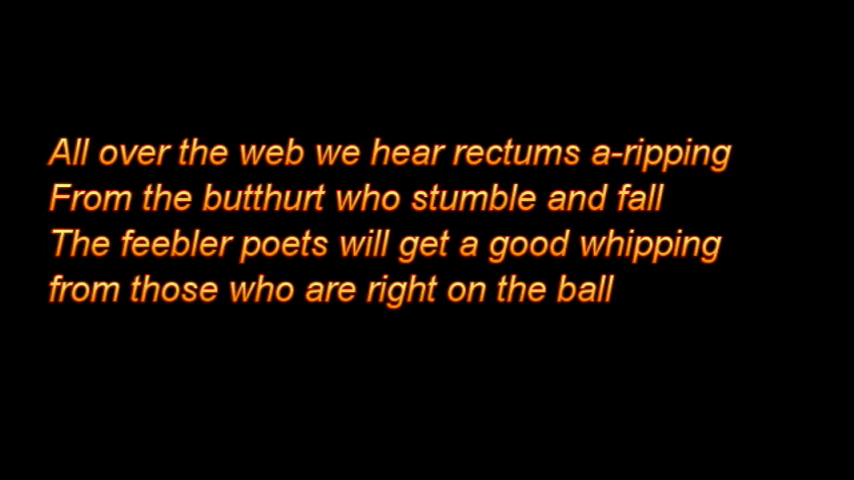 All over the web we hear rectums a-ripping
From the butthurt who stumble and fall
The feebler poets will get a good whipping
from those who are right on the ball